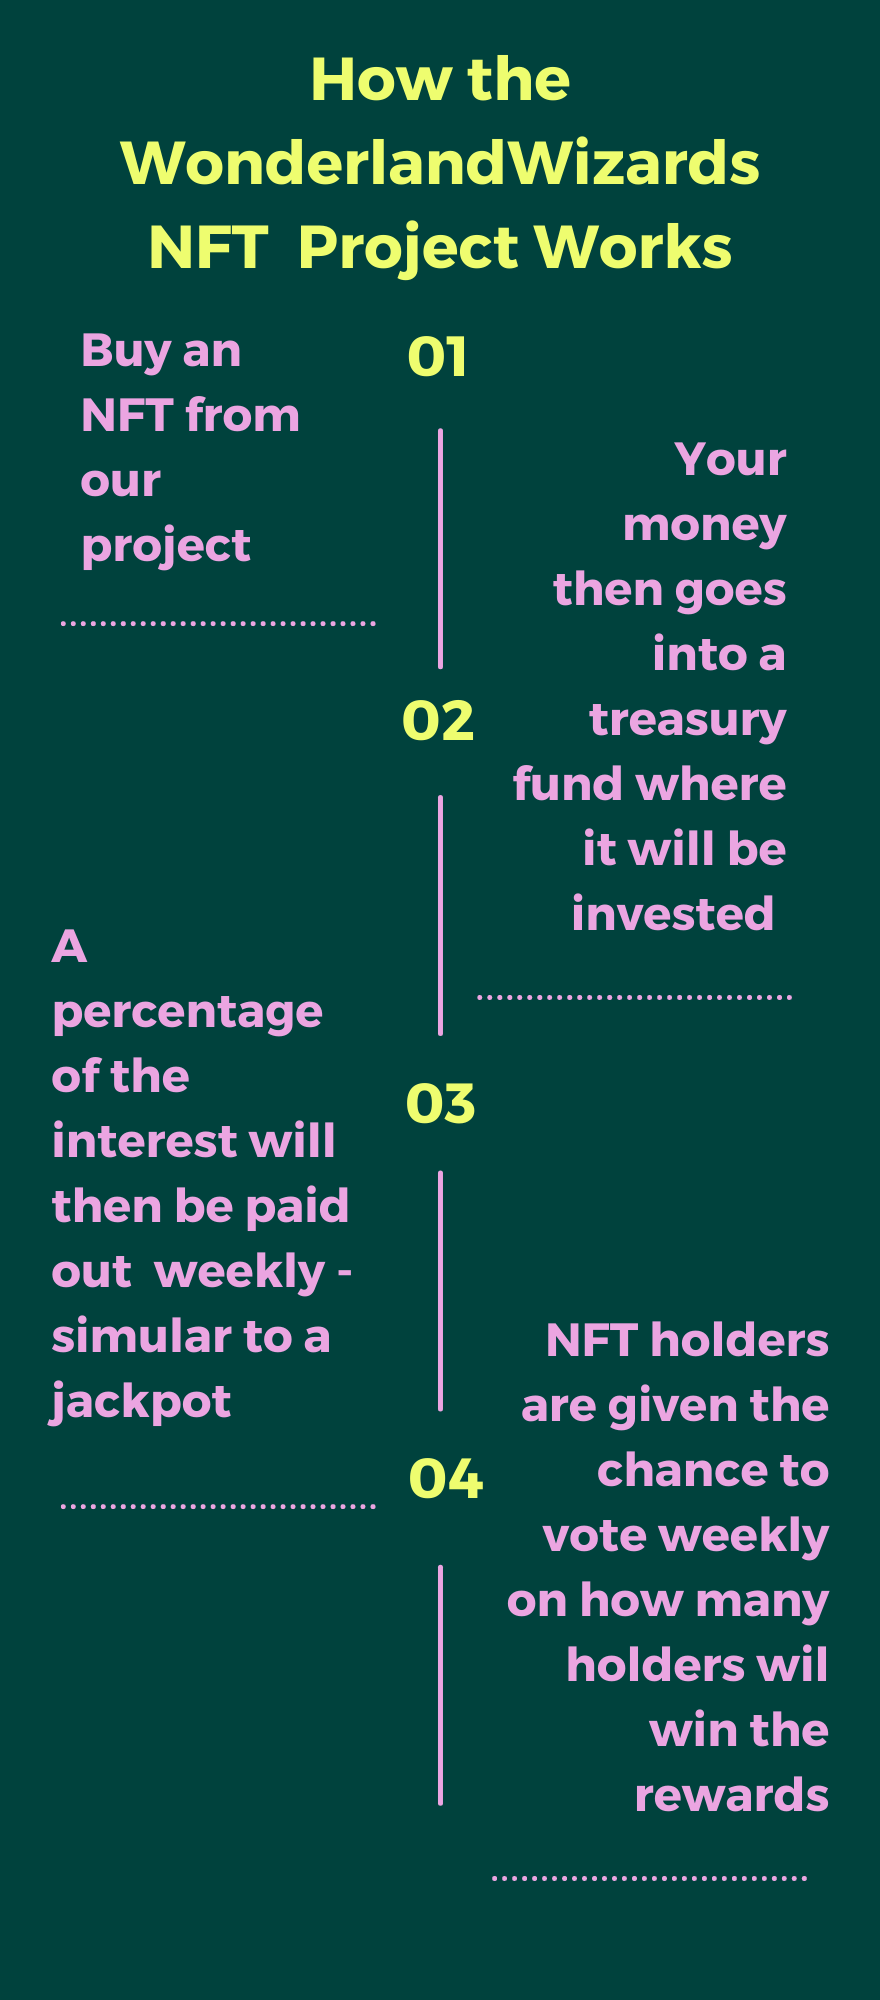 How the
WonderlandWizards
NFT  Project Works
01
Buy an
NFT from
our
project
02
Your
money
then goes
into a
treasury
fund where
it will be
invested
03
A
percentage
of the
interest will
then be paid
out  weekly -
simular to a
jackpot
04
NFT holders
are given the
chance to
vote weekly
on how many
holders wil
win the
rewards